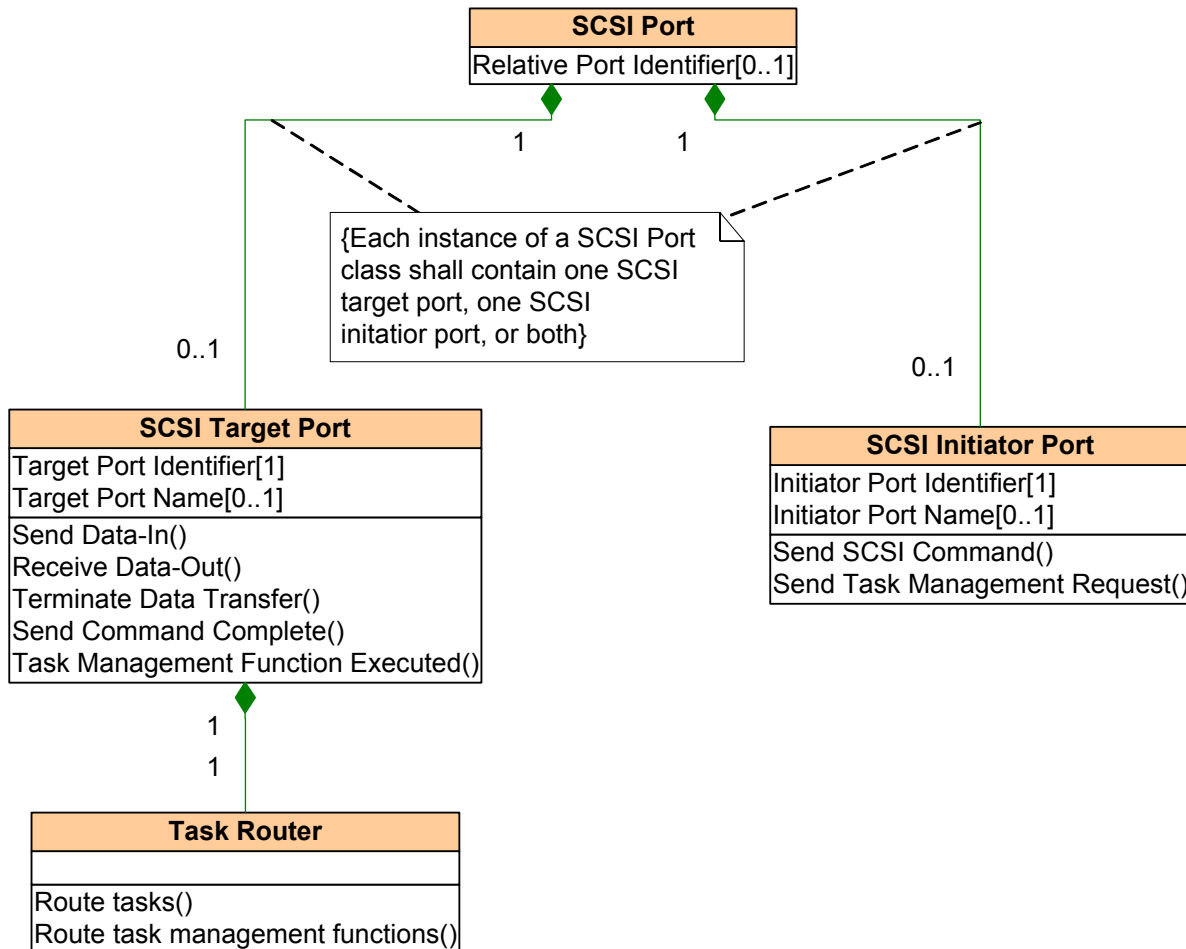 SCSI Port
Relative Port Identifier[0..1]
1
1
{Each instance of a SCSI Port
class shall contain one SCSI
target port, one SCSI
initatior port, or both}
0..1
0..1
SCSI Target Port
Target Port Identifier[1]
Target Port Name[0..1]
Send Data-In()
Receive Data-Out()
Terminate Data Transfer()
Send Command Complete()
Task Management Function Executed()
SCSI Initiator Port
Initiator Port Identifier[1]
Initiator Port Name[0..1]
Send SCSI Command()
Send Task Management Request()
1
1
Task Router
Route tasks()
Route task management functions()